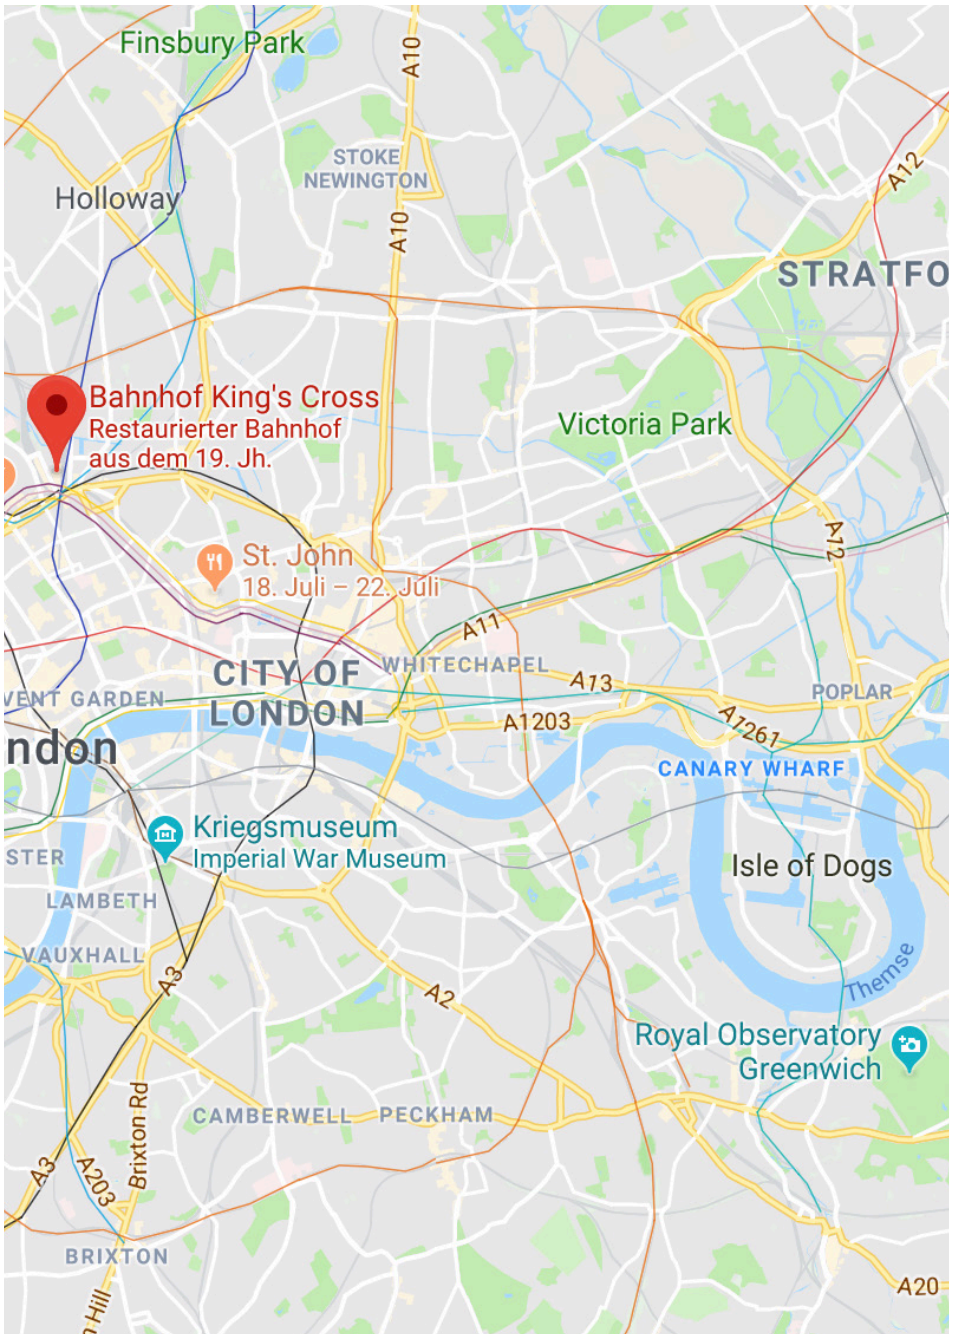 Finsbury Park
A10
STOKE
NEWINGTON
A12
Holloway
A10
STRATFO
Bahnhof King's Cross
Restaurierter Bahnhof
aus dem 19. Jh.
Victoria Park
A12
St. John
18. Juli – 22. Juli
A11
CITY OF
LONDON
WHITECHAPEL
A13
VENT GARDEN
POPLAR
A1203
A1261
ndon
CANARY WHARF
Kriegsmuseum
Imperial War Museum
STER
Isle of Dogs
LAMBETH
VAUXHALL
A3
A2
Themse
Royal Observatory
Greenwich
CAMBERWELL
PECKHAM
Brixton Rd
A3
A203
BRIXTON
A20
n Hill